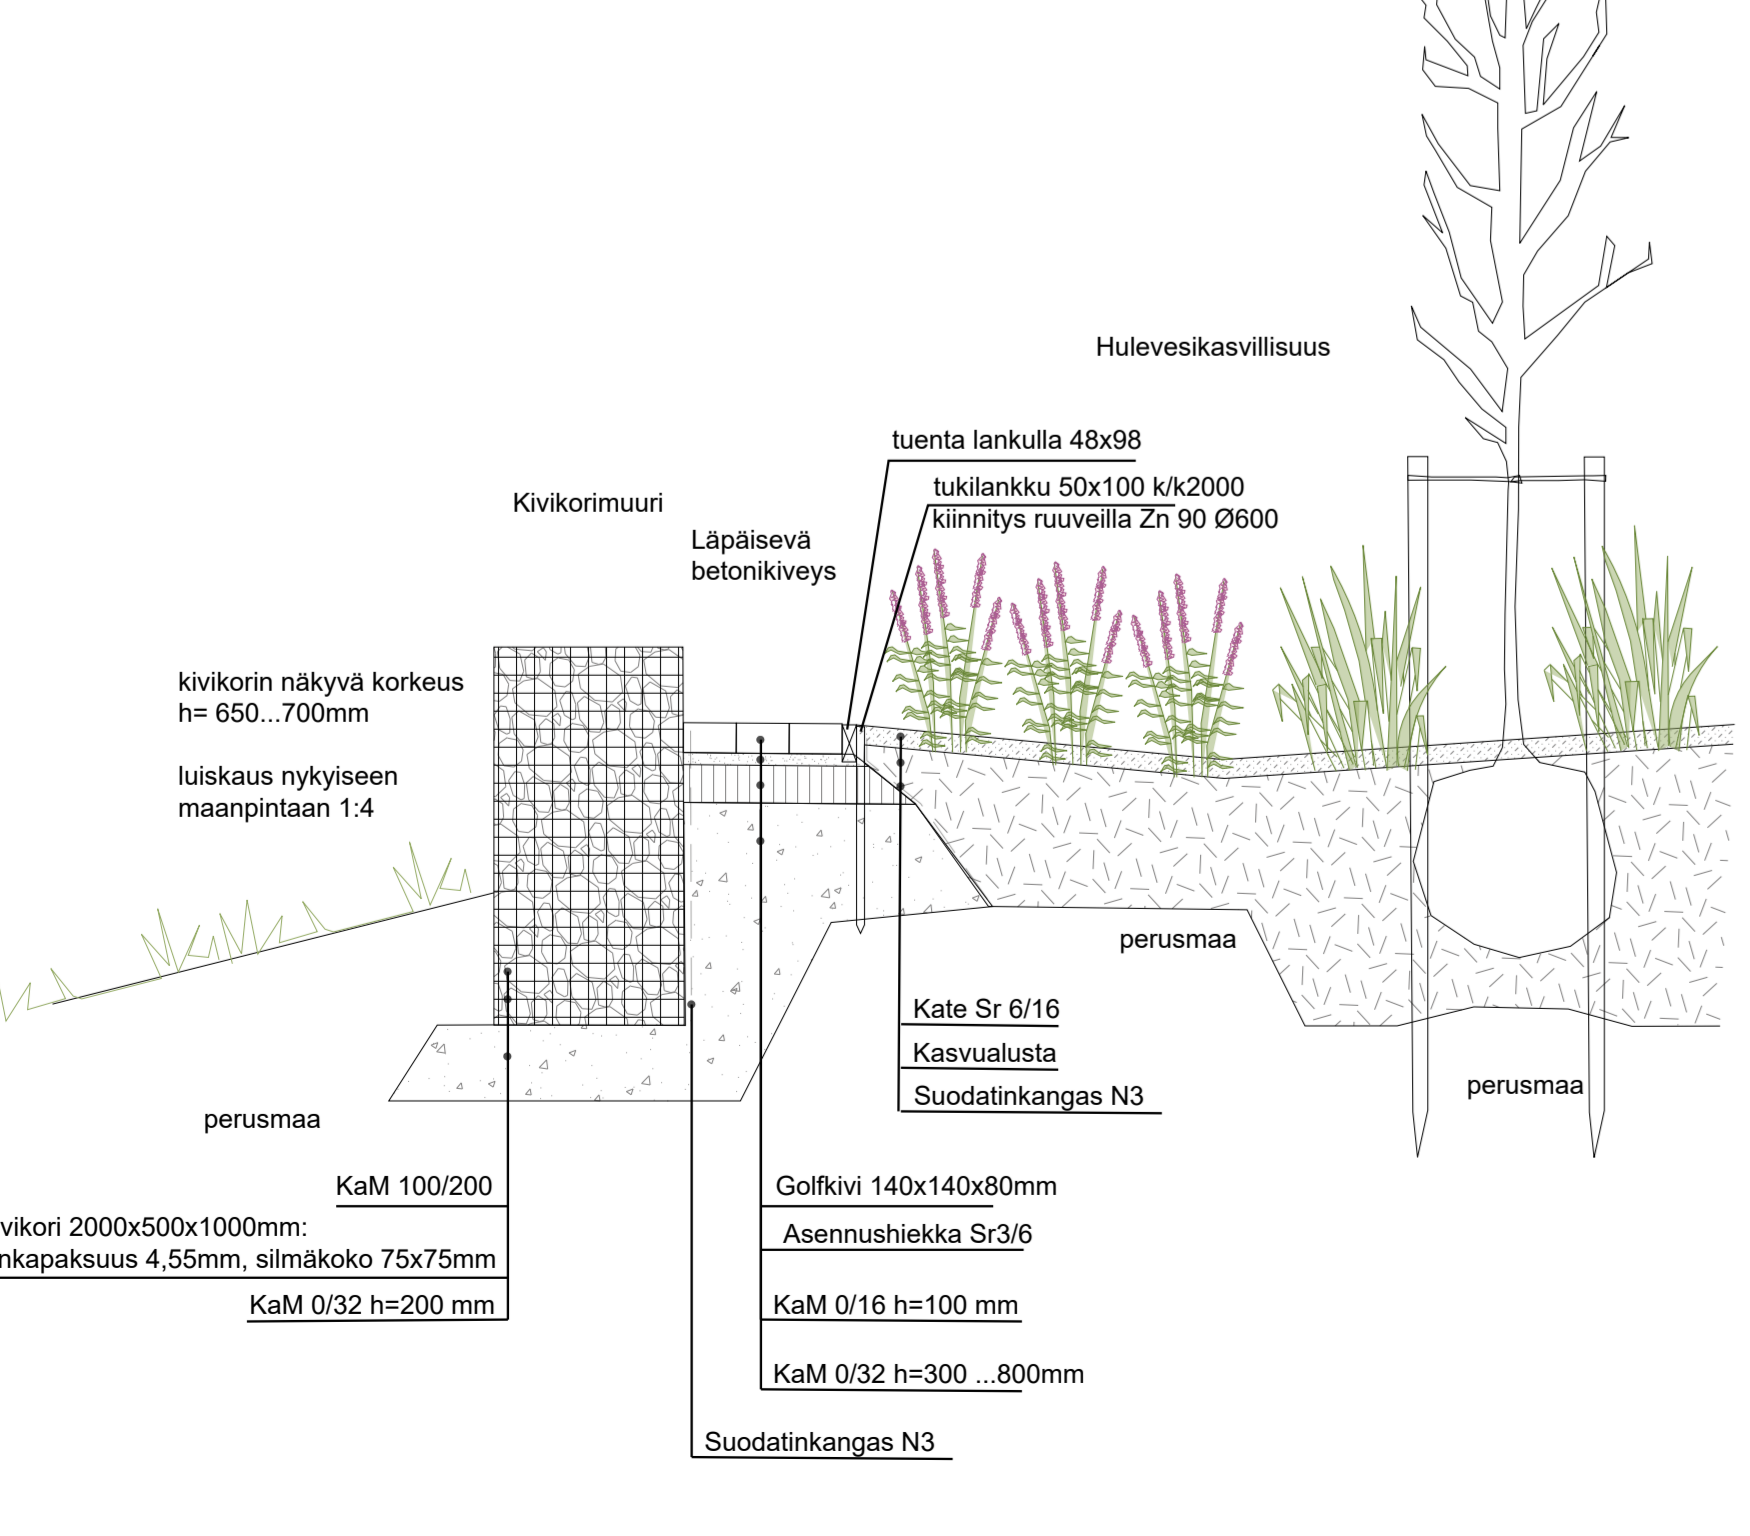 Hulevesikasvillisuus
tuenta lankulla 48x98
tukilankku 50x100 k/k2000
kiinnitys ruuveilla Zn 90 Ø600
Kivikorimuuri
Läpäisevä
betonikiveys
kivikorin näkyvä korkeus
h= 650...700mm
luiskaus nykyiseen
maanpintaan 1:4
perusmaa
Kate Sr 6/16
Kasvualusta
Suodatinkangas N3
perusmaa
perusmaa
KaM 100/200
vikori 2000x500x1000mm:
nkapaksuus 4,55mm, silmäkoko 75x75mm
KaM 0/32 h=200 mm
Golfkivi 140x140x80mm
Asennushiekka Sr3/6
KaM 0/16 h=100 mm
KaM 0/32 h=300 ...800mm
Suodatinkangas N3